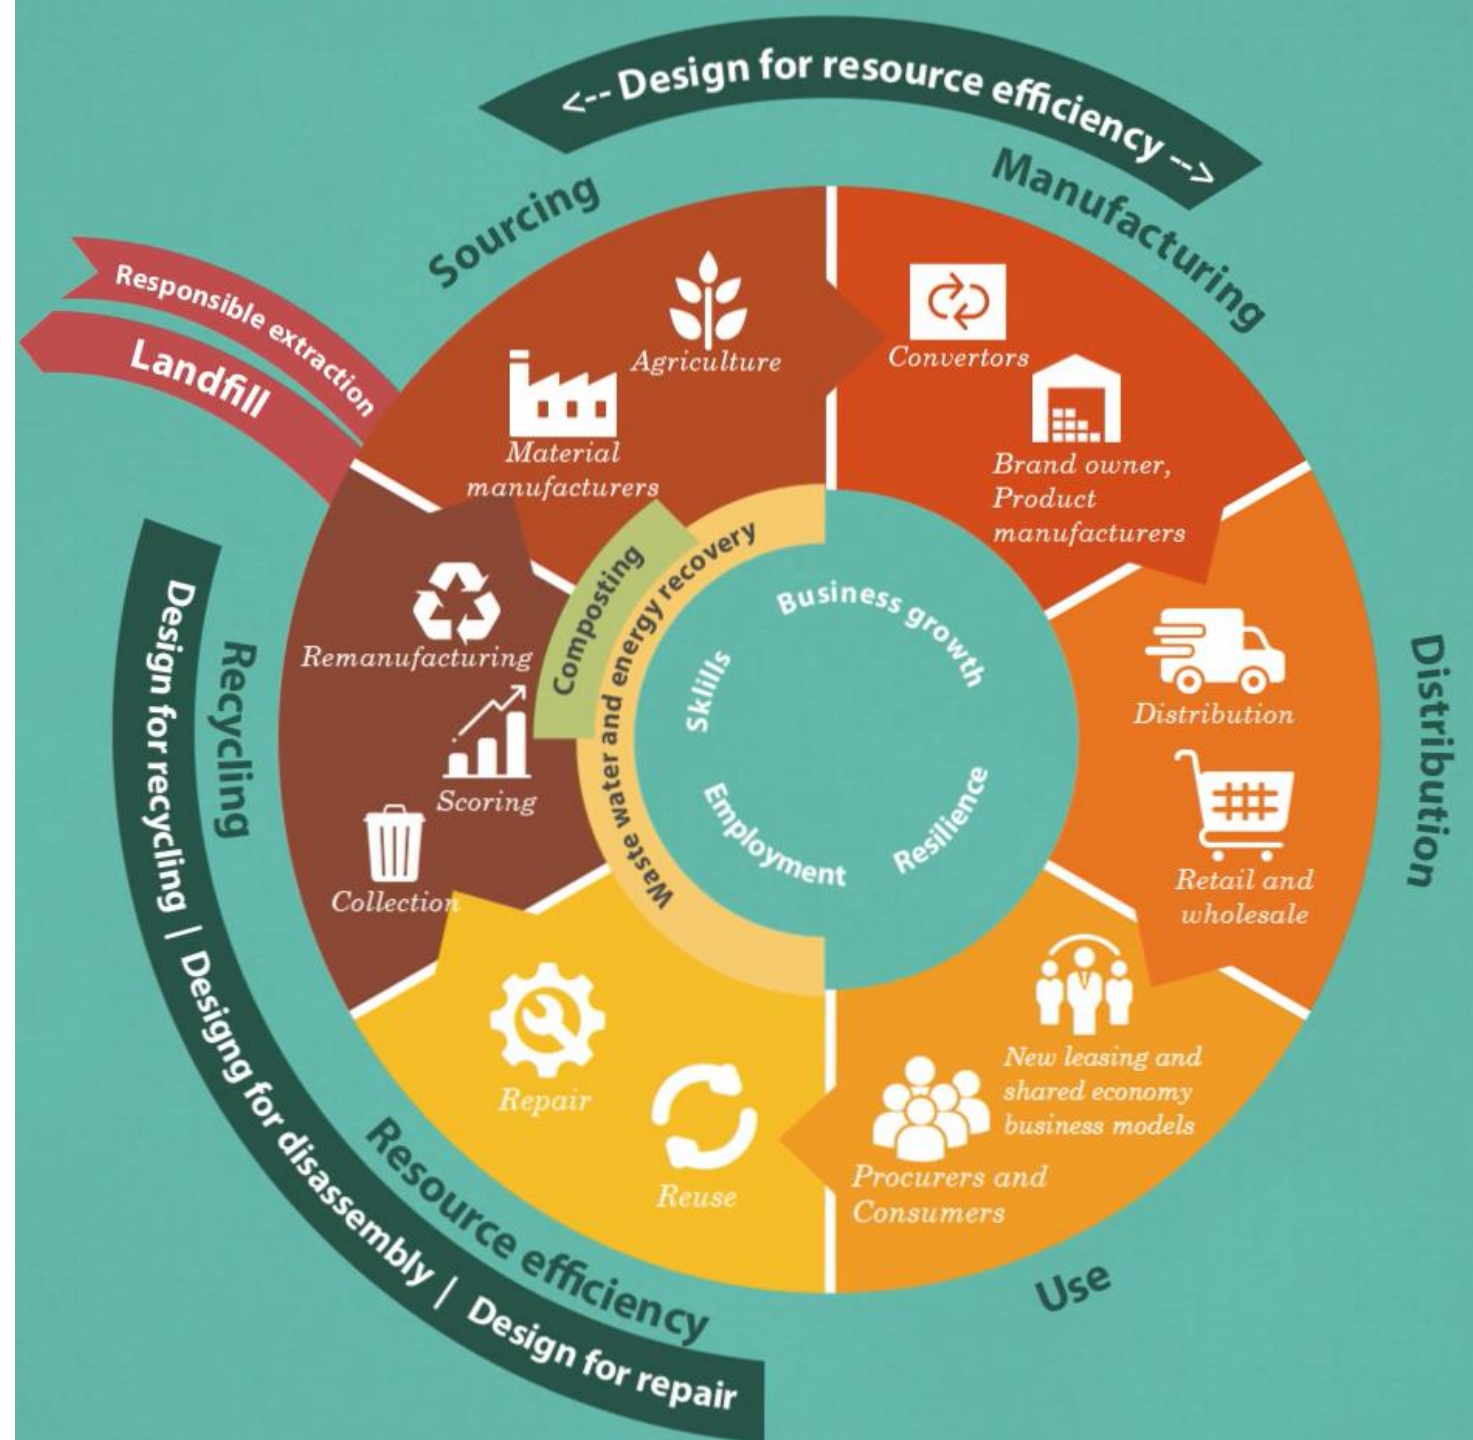 <-- Design for resource efficiency -->
Sourcing
Manufacturing
Responsible extraction
Landfill
Agriculture
Material
manufacturers
Convertors
Brand owner,
Product
manufacturers
Distribution
Distribution
Retail and
wholesale
New leasing and
shared economy
business models
Procurers and
Consumers
Use
Reuse
Repair
Resource efficiency
Collection
Scoring
Remanufacturing
Recycling
Design for recycling | Designg for disassembly | Design for repair
Composting
Waste water and energy recovery
Business growth
Resilience
Employment
Sklills